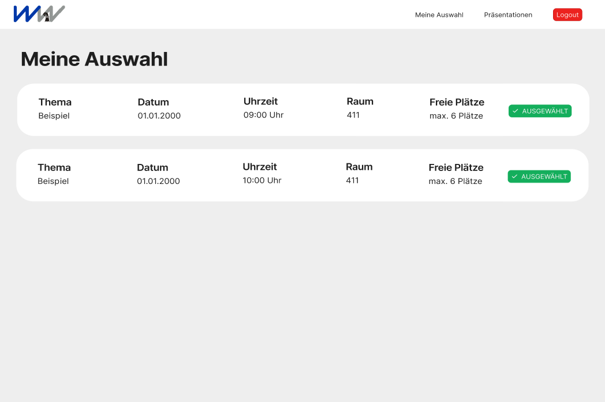 Meine Auswahl Präsentationen Logout
Meine Auswahl
Thema Datum Uhrzeit Raum Freie Plätze
Beispiel 01.01.2000 09:00 Uhr 411 max. 6 Plätze AUSGEWÄHLT
Thema Datum Uhrzeit Raum Freie Plätze
Beispiel 01.01.2000 10:00 Uhr 411 max. 6 Plätze AUSGEWÄHLT